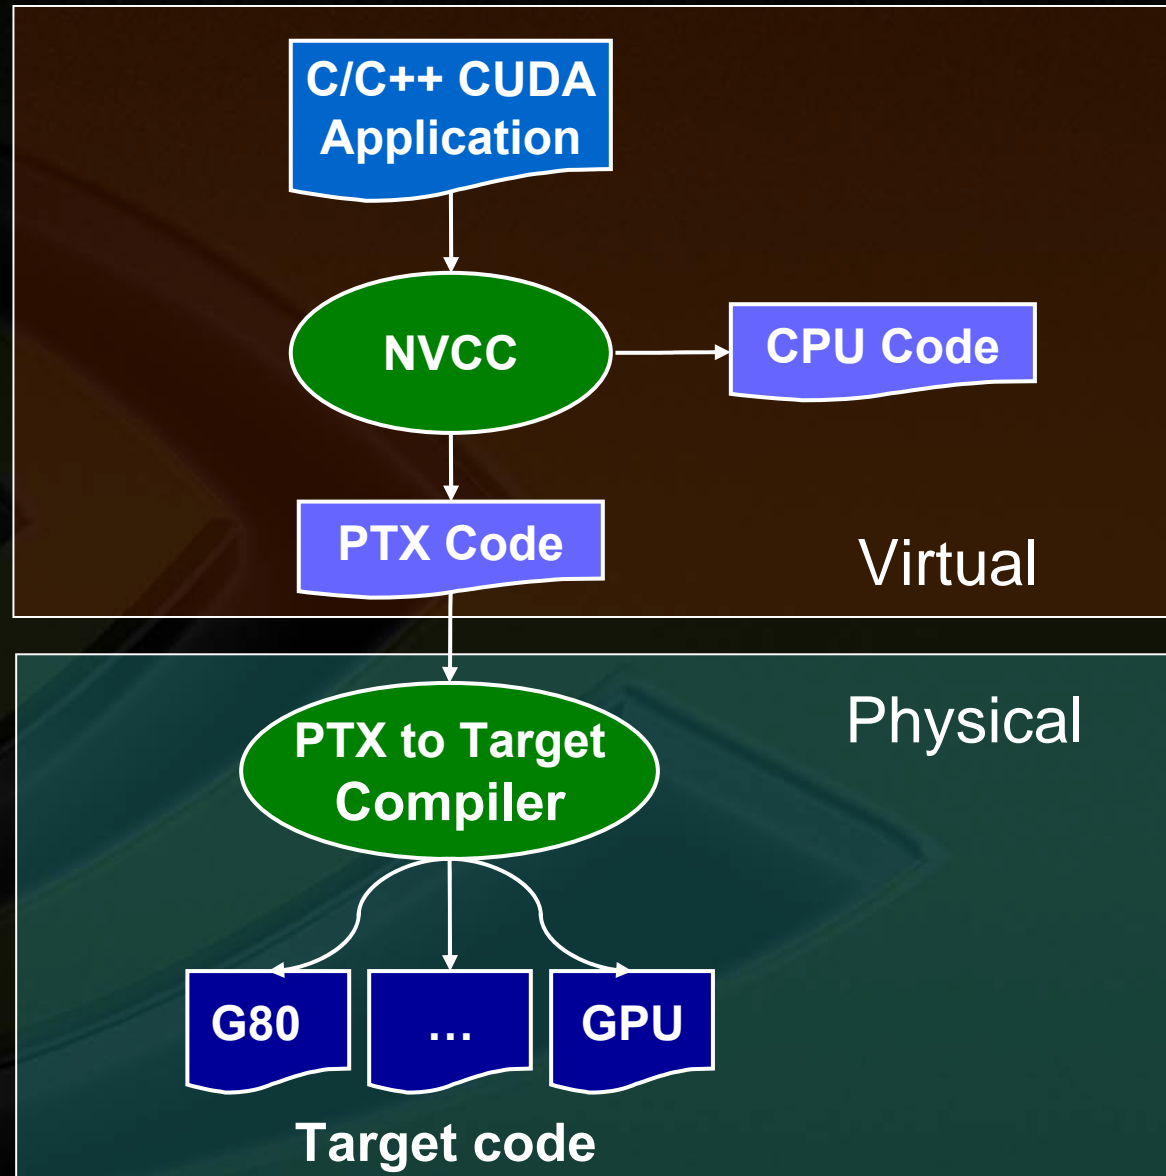 C/C++ CUDA
Application
NVCC
CPU Code
PTX Code
Virtual
Physical
PTX to Target
Compiler
G80
…
GPU
Target code